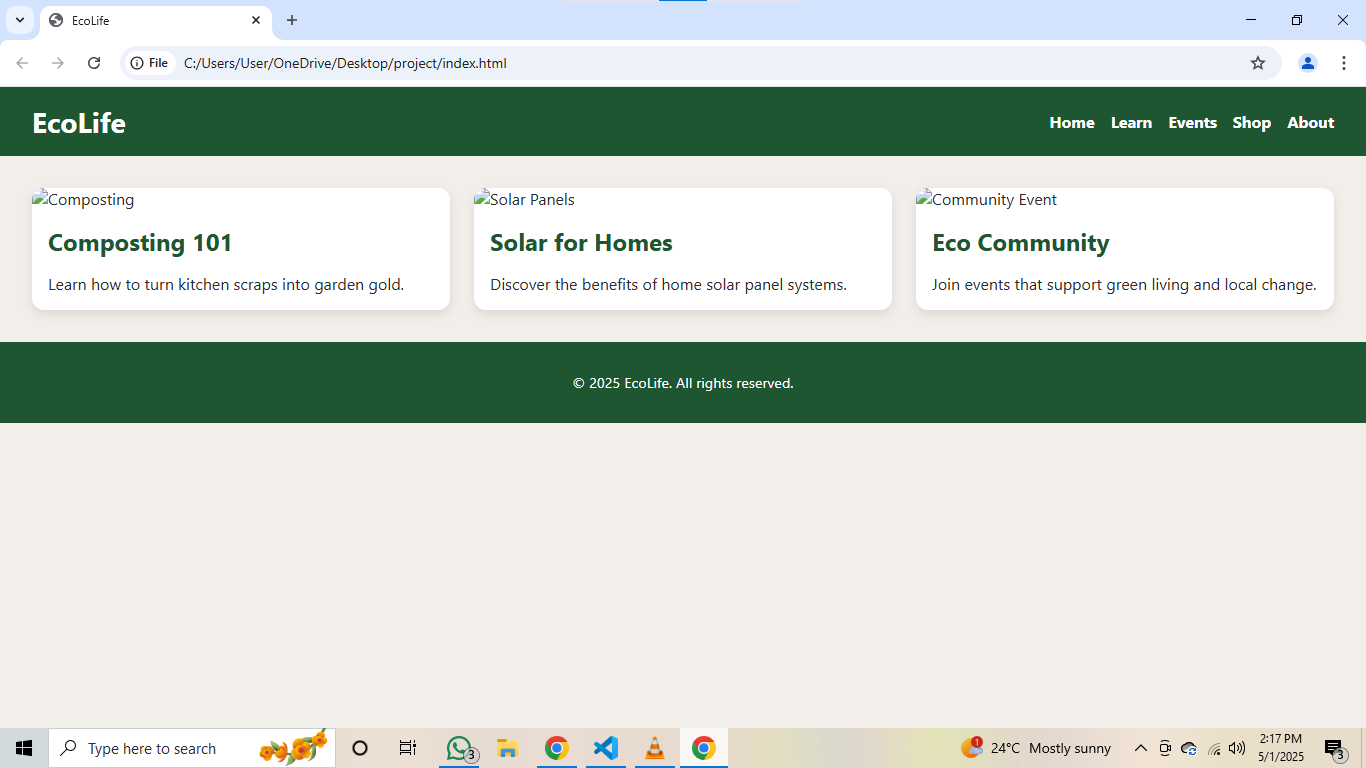 EcoLife
File C:/Users/User/OneDrive/Desktop/project/index.html
EcoLife
Home Learn Events Shop About
Composting
Composting 101
Learn how to turn kitchen scraps into garden gold.
Solar Panels
Solar for Homes
Discover the benefits of home solar panel systems.
Community Event
Eco Community
Join events that support green living and local change.
© 2025 EcoLife. All rights reserved.
Type here to search
3
1
24°C Mostly sunny
2:17 PM
5/1/2025
3